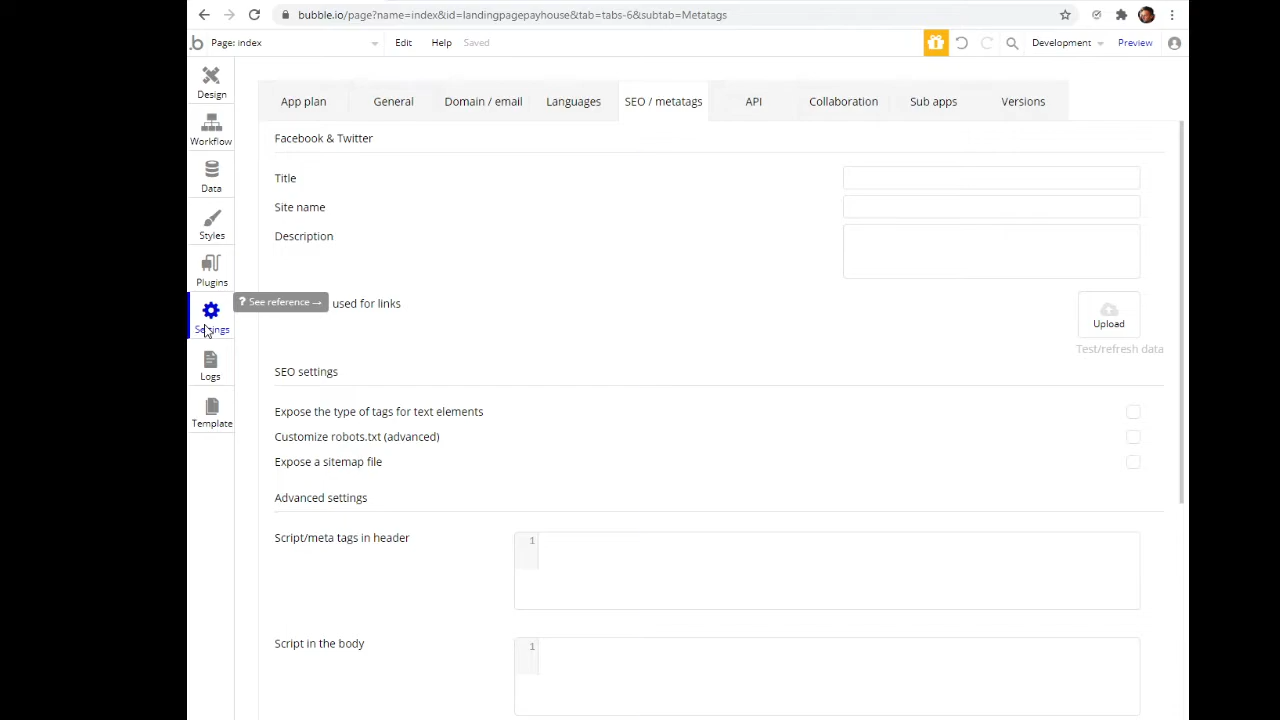 bubble.io/page?name=index&id=landingpagepayhouse&tab=tabs-6&subtab=Metatags
.b Page: index Edit Help Saved Development Preview
Design
Workflow
Data
Styles
Plugins
Settings
Logs
Template
App plan General Domain / email Languages SEO / metatags API Collaboration Sub apps Versions
Facebook & Twitter
Title
Site name
Description
? See reference → used for links
Upload
Test/refresh data
SEO settings
Expose the type of tags for text elements
Customize robots.txt (advanced)
Expose a sitemap file
Advanced settings
Script/meta tags in header
1
Script in the body
1